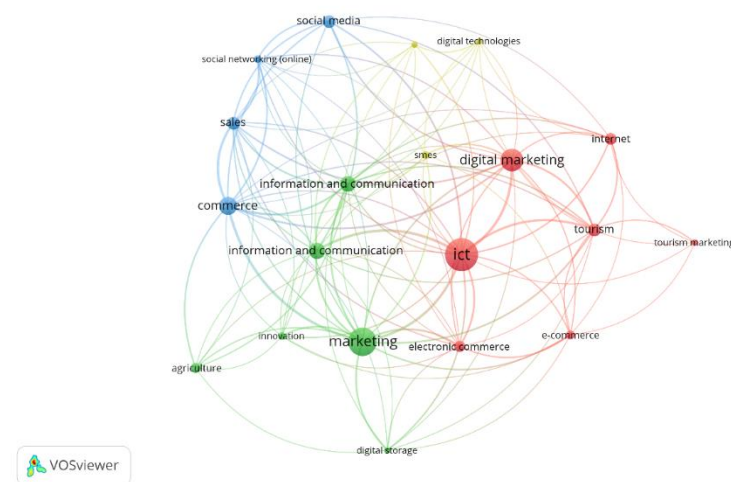 social media
digital technologies
social networking (online)
sales
internet
smes
digital marketing
information and communication
commerce
tourism
tourism marketing
information and communication
ict
innovation
marketing
electronic commerce
e-commerce
agriculture
digital storage
VOSviewer